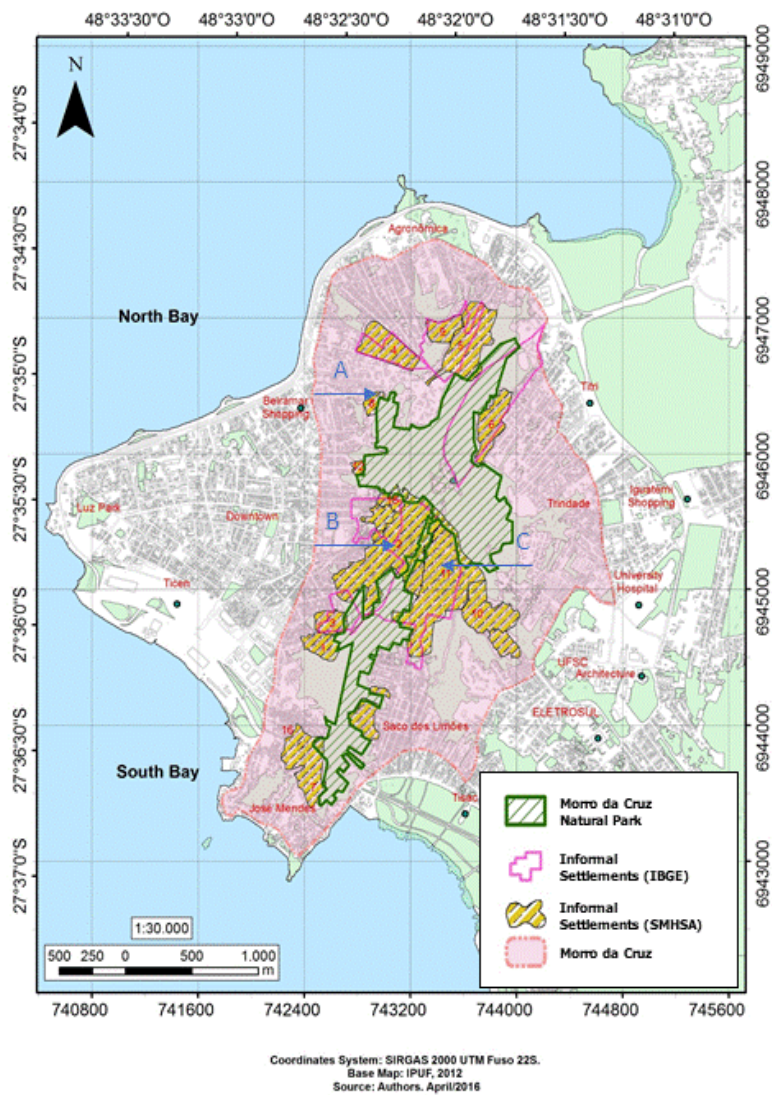 48°33'30"O 48°33'0"O 48°32'30"O 48°32'0"O 48°31'30"O 48°31'0"O
6949000
N
27°34'0"S
6948000
Agronômica
27°34'30"S
North Bay
6947000
27°35'0"S
A
Titri
Beiramar
Shopping
6946000
27°35'30"S
Luz Park
Downtown
Trindade
Iguatemi
Shopping
B
C
Ticen
University
Hospital
6945000
27°36'0"S
10
UFSC
Architecture
ELETROSUL
16
Saco dos Limões
6944000
27°36'30"S
South Bay
José Mendes
Morro da Cruz
Natural Park
Informal
Settlements (IBGE)
6943000
27°37'0"S
Informal
Settlements (SMHSA)
Morro da Cruz
1:30.000
500 250 0 500 1.000
m
740800 741600 742400 743200 744000 744800 745600
Coordinates System: SIRGAS 2000 UTM Fuso 22S.
Base Map: IPUF, 2012
Source: Authors. April/2016